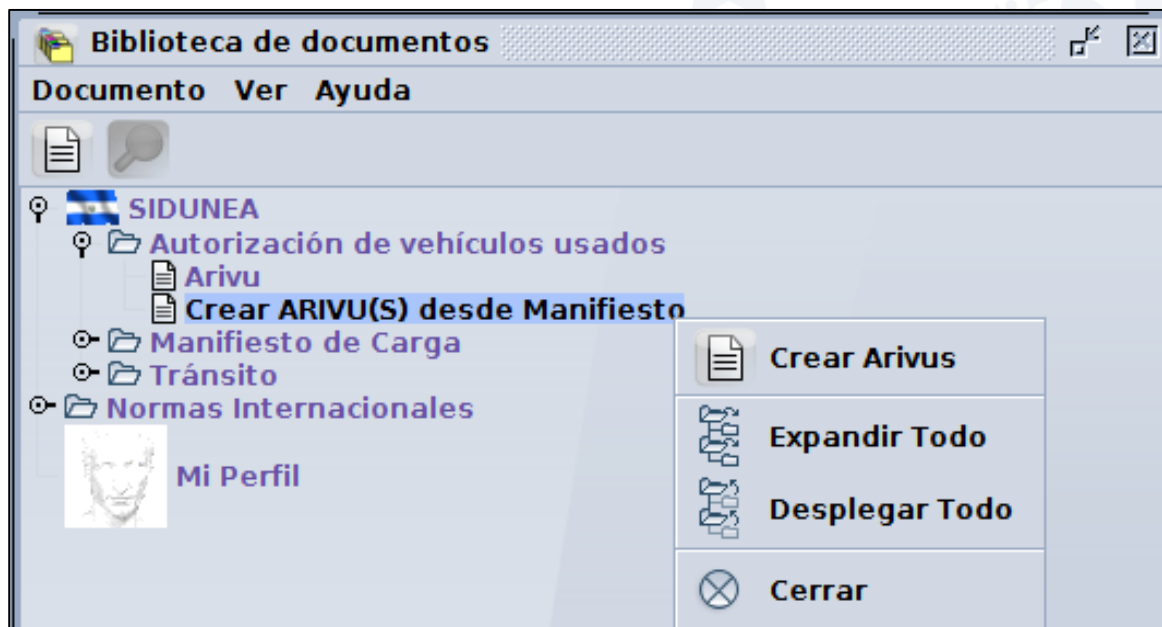 Biblioteca de documentos
Documento Ver Ayuda
SIDUNEA
Autorización de vehículos usados
Arivu
Crear ARIVU(S) desde Manifiesto
Manifiesto de Carga
Tránsito
Normas Internacionales
Mi Perfil
Crear Arivus
Expandir Todo
Desplegar Todo
Cerrar